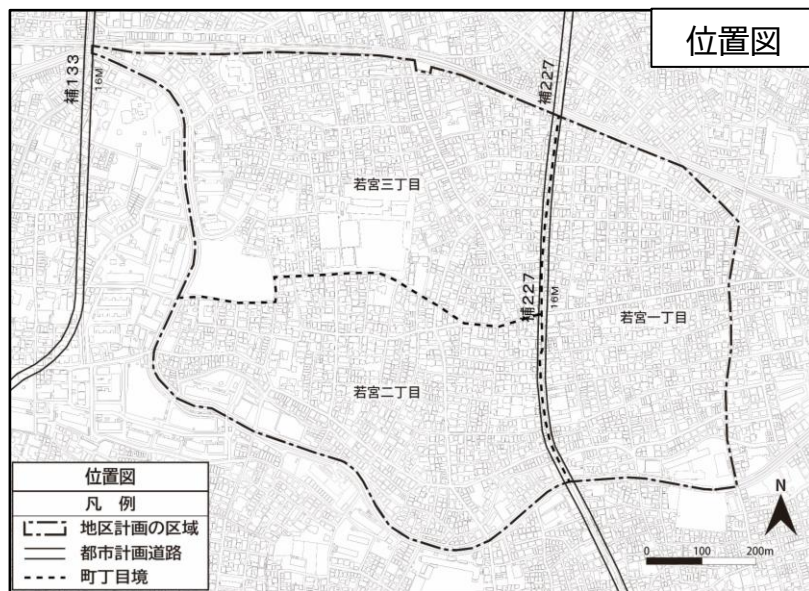 位置図
補133
16M
補227
若宮三丁目
補227
16M
若宮一丁目
若宮二丁目
位置図
凡 例
地区計画の区域
都市計画道路
町丁目境
N
0 100 200m